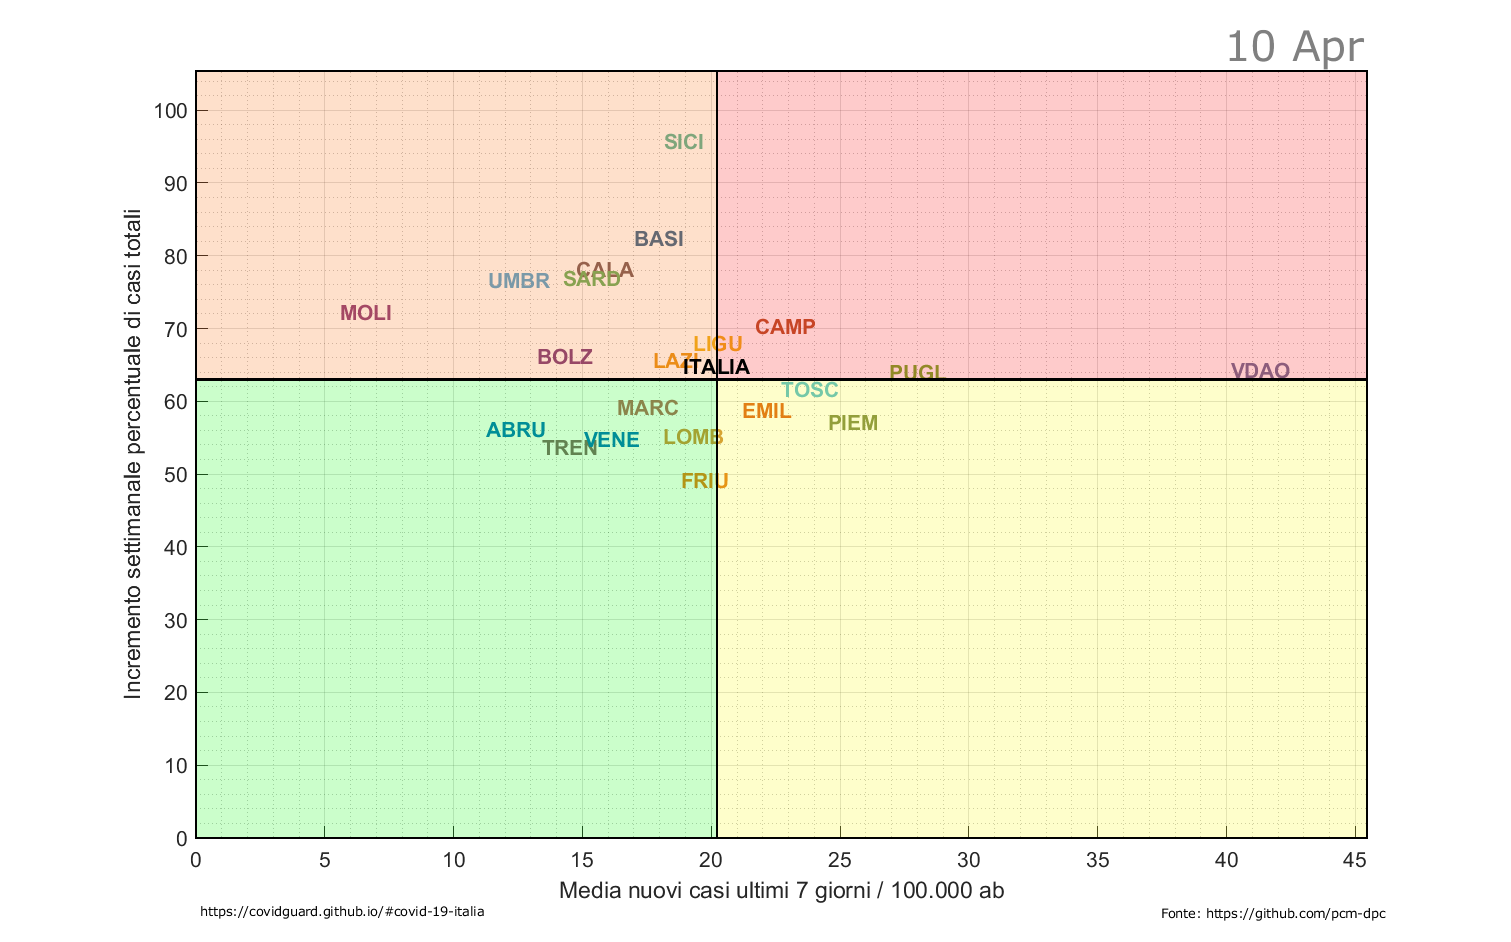 10 Apr
Incremento settimanale percentuale di casi totali
100
90
80
70
60
50
40
30
20
10
0
SICI
BASI
CALA
UMBR
SARD
MOLI
CAMP
LIGU
BOLZ
LAZI
ITALIA
PUGL
VDAO
TOSC
MARC
EMIL
PIEM
ABRU
TREN
VENE
LOMB
FRIU
0 5 10 15 20 25 30 35 40 45
Media nuovi casi ultimi 7 giorni / 100.000 ab
https://covidguard.github.io/#covid-19-italia
Fonte: https://github.com/pcm-dpc